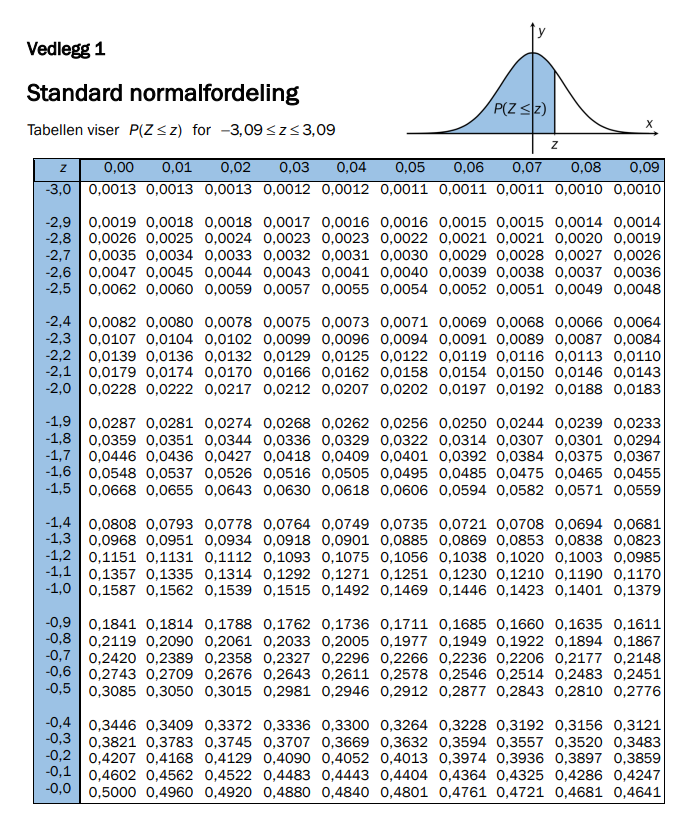 Vedlegg 1
y
Standard normalfordeling
P(Z ≤ z)
Tabellen viser P(Z ≤ z) for −3,09 ≤ z ≤ 3,09
x
z
z 0,00 0,01 0,02 0,03 0,04 0,05 0,06 0,07 0,08 0,09
-3,0 0,0013 0,0013 0,0013 0,0012 0,0012 0,0011 0,0011 0,0011 0,0010 0,0010
-2,9 0,0019 0,0018 0,0018 0,0017 0,0016 0,0016 0,0015 0,0015 0,0014 0,0014
-2,8 0,0026 0,0025 0,0024 0,0023 0,0023 0,0022 0,0021 0,0021 0,0020 0,0019
-2,7 0,0035 0,0034 0,0033 0,0032 0,0031 0,0030 0,0029 0,0028 0,0027 0,0026
-2,6 0,0047 0,0045 0,0044 0,0043 0,0041 0,0040 0,0039 0,0038 0,0037 0,0036
-2,5 0,0062 0,0060 0,0059 0,0057 0,0055 0,0054 0,0052 0,0051 0,0049 0,0048
-2,4 0,0082 0,0080 0,0078 0,0075 0,0073 0,0071 0,0069 0,0068 0,0066 0,0064
-2,3 0,0107 0,0104 0,0102 0,0099 0,0096 0,0094 0,0091 0,0089 0,0087 0,0084
-2,2 0,0139 0,0136 0,0132 0,0129 0,0125 0,0122 0,0119 0,0116 0,0113 0,0110
-2,1 0,0179 0,0174 0,0170 0,0166 0,0162 0,0158 0,0154 0,0150 0,0146 0,0143
-2,0 0,0228 0,0222 0,0217 0,0212 0,0207 0,0202 0,0197 0,0192 0,0188 0,0183
-1,9 0,0287 0,0281 0,0274 0,0268 0,0262 0,0256 0,0250 0,0244 0,0239 0,0233
-1,8 0,0359 0,0351 0,0344 0,0336 0,0329 0,0322 0,0314 0,0307 0,0301 0,0294
-1,7 0,0446 0,0436 0,0427 0,0418 0,0409 0,0401 0,0392 0,0384 0,0375 0,0367
-1,6 0,0548 0,0537 0,0526 0,0516 0,0505 0,0495 0,0485 0,0475 0,0465 0,0455
-1,5 0,0668 0,0655 0,0643 0,0630 0,0618 0,0606 0,0594 0,0582 0,0571 0,0559
-1,4 0,0808 0,0793 0,0778 0,0764 0,0749 0,0735 0,0721 0,0708 0,0694 0,0681
-1,3 0,0968 0,0951 0,0934 0,0918 0,0901 0,0885 0,0869 0,0853 0,0838 0,0823
-1,2 0,1151 0,1131 0,1112 0,1093 0,1075 0,1056 0,1038 0,1020 0,1003 0,0985
-1,1 0,1357 0,1335 0,1314 0,1292 0,1271 0,1251 0,1230 0,1210 0,1190 0,1170
-1,0 0,1587 0,1562 0,1539 0,1515 0,1492 0,1469 0,1446 0,1423 0,1401 0,1379
-0,9 0,1841 0,1814 0,1788 0,1762 0,1736 0,1711 0,1685 0,1660 0,1635 0,1611
-0,8 0,2119 0,2090 0,2061 0,2033 0,2005 0,1977 0,1949 0,1922 0,1894 0,1867
-0,7 0,2420 0,2389 0,2358 0,2327 0,2296 0,2266 0,2236 0,2206 0,2177 0,2148
-0,6 0,2743 0,2709 0,2676 0,2643 0,2611 0,2578 0,2546 0,2514 0,2483 0,2451
-0,5 0,3085 0,3050 0,3015 0,2981 0,2946 0,2912 0,2877 0,2843 0,2810 0,2776
-0,4 0,3446 0,3409 0,3372 0,3336 0,3300 0,3264 0,3228 0,3192 0,3156 0,3121
-0,3 0,3821 0,3783 0,3745 0,3707 0,3669 0,3632 0,3594 0,3557 0,3520 0,3483
-0,2 0,4207 0,4168 0,4129 0,4090 0,4052 0,4013 0,3974 0,3936 0,3897 0,3859
-0,1 0,4602 0,4562 0,4522 0,4483 0,4443 0,4404 0,4364 0,4325 0,4286 0,4247
-0,0 0,5000 0,4960 0,4920 0,4880 0,4840 0,4801 0,4761 0,4721 0,4681 0,4641